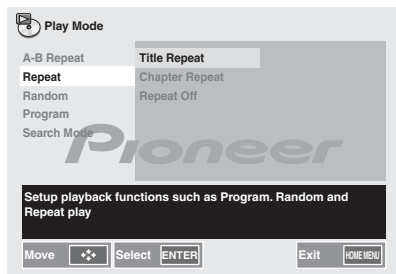 Play Mode
A-B Repeat
Title Repeat
Repeat
Chapter Repeat
Random
Repeat Off
Program
Search Mode
Pioneer
Setup playback functions such as Program. Random and
Repeat play
Move Select ENTER Exit HOME MENU